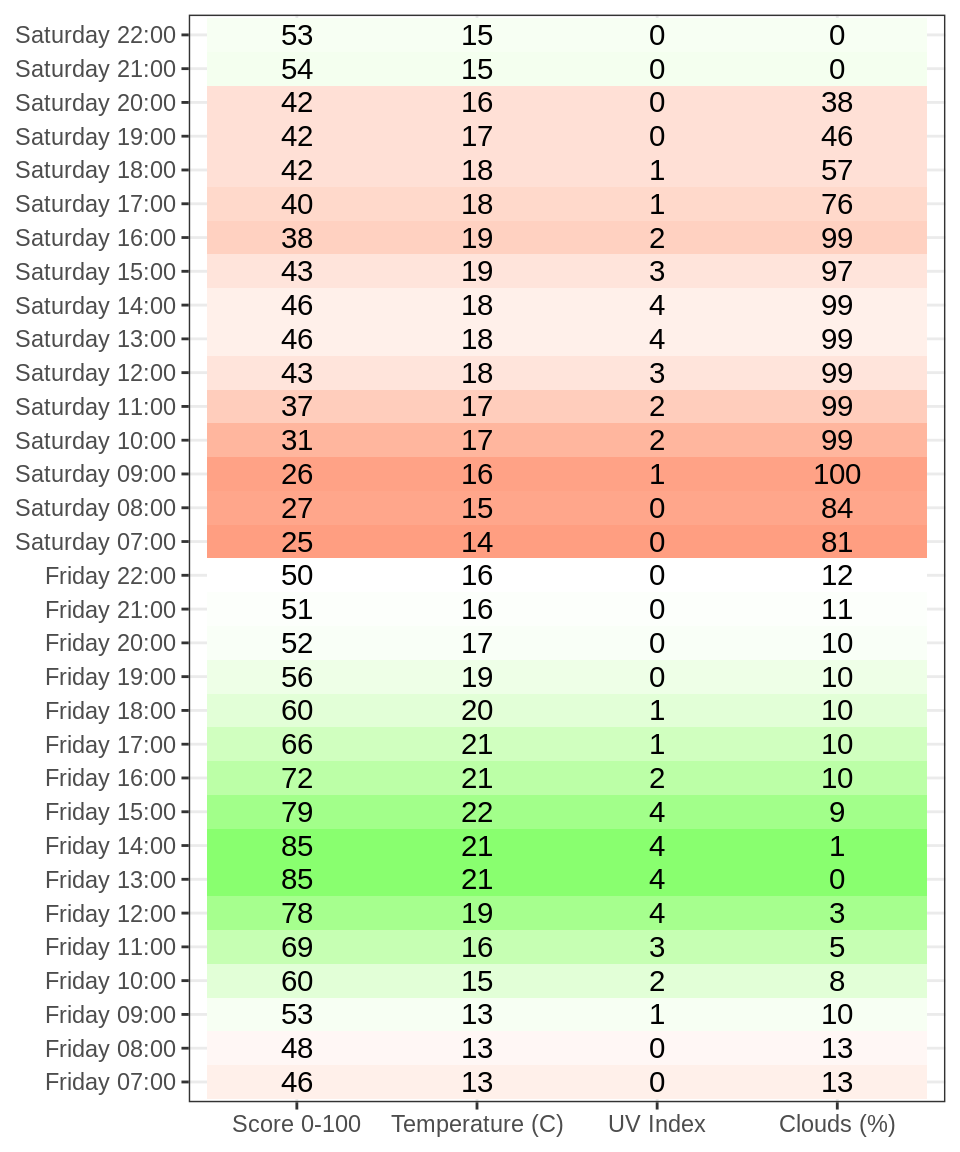 Saturday 22:00 53 15 0 0
Saturday 21:00 54 15 0 0
Saturday 20:00 42 16 0 38
Saturday 19:00 42 17 0 46
Saturday 18:00 42 18 1 57
Saturday 17:00 40 18 1 76
Saturday 16:00 38 19 2 99
Saturday 15:00 43 19 3 97
Saturday 14:00 46 18 4 99
Saturday 13:00 46 18 4 99
Saturday 12:00 43 18 3 99
Saturday 11:00 37 17 2 99
Saturday 10:00 31 17 2 99
Saturday 09:00 26 16 1 100
Saturday 08:00 27 15 0 84
Saturday 07:00 25 14 0 81
Friday 22:00 50 16 0 12
Friday 21:00 51 16 0 11
Friday 20:00 52 17 0 10
Friday 19:00 56 19 0 10
Friday 18:00 60 20 1 10
Friday 17:00 66 21 1 10
Friday 16:00 72 21 2 10
Friday 15:00 79 22 4 9
Friday 14:00 85 21 4 1
Friday 13:00 85 21 4 0
Friday 12:00 78 19 4 3
Friday 11:00 69 16 3 5
Friday 10:00 60 15 2 8
Friday 09:00 53 13 1 10
Friday 08:00 48 13 0 13
Friday 07:00 46 13 0 13
Score 0-100 Temperature (C) UV Index Clouds (%)